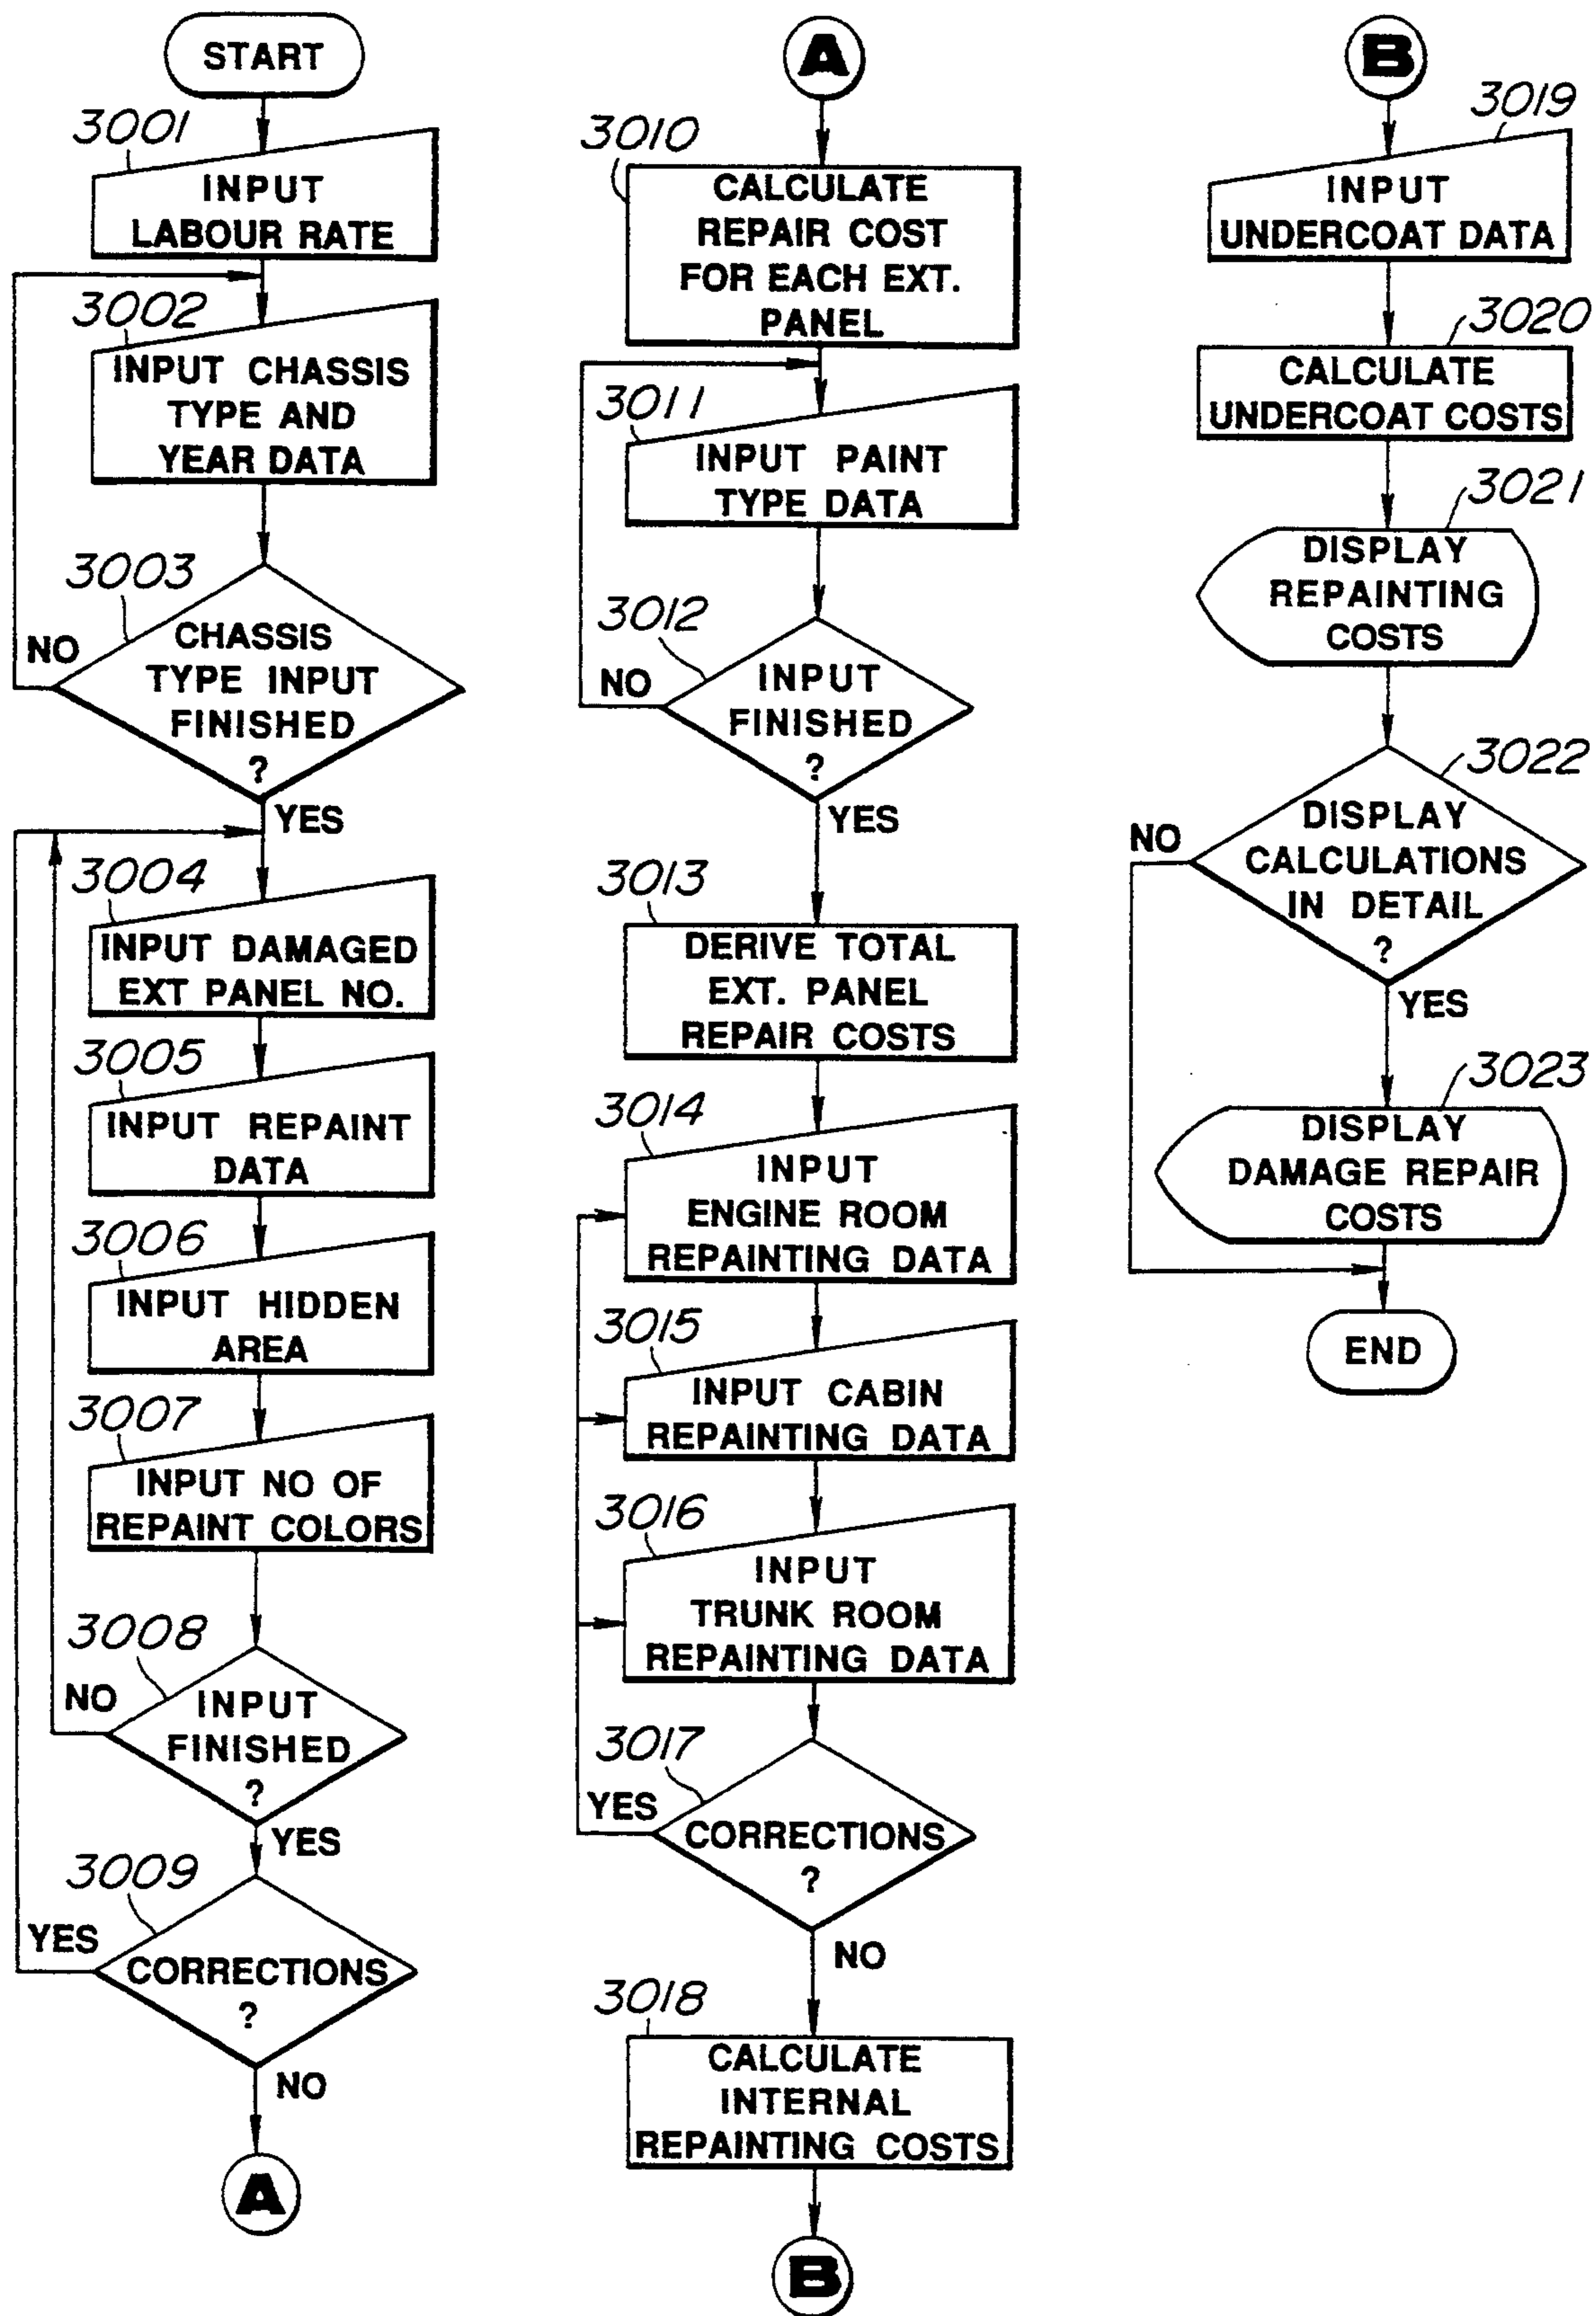 START
3001
INPUT
LABOUR RATE
3002
INPUT CHASSIS
TYPE AND
YEAR DATA
3003
NO
CHASSIS
TYPE INPUT
FINISHED
?
YES
3004
INPUT DAMAGED
EXT PANEL NO.
3005
INPUT REPAINT
DATA
3006
INPUT HIDDEN
AREA
3007
INPUT NO OF
REPAINT COLORS
3008
NO
INPUT
FINISHED
?
YES
3009
YES
CORRECTIONS
?
NO
A
A
3010
CALCULATE
REPAIR COST
FOR EACH EXT.
PANEL
3011
INPUT PAINT
TYPE DATA
3012
NO
INPUT
FINISHED
?
YES
3013
DERIVE TOTAL
EXT. PANEL
REPAIR COSTS
3014
INPUT
ENGINE ROOM
REPAINTING DATA
3015
INPUT CABIN
REPAINTING DATA
3016
INPUT
TRUNK ROOM
REPAINTING DATA
3017
YES
CORRECTIONS
?
NO
3018
CALCULATE
INTERNAL
REPAINTING COSTS
B
B
3019
INPUT
UNDERCOAT DATA
3020
CALCULATE
UNDERCOAT COSTS
3021
DISPLAY
REPAINTING
COSTS
3022
NO
DISPLAY
CALCULATIONS
IN DETAIL
?
YES
3023
DISPLAY
DAMAGE REPAIR
COSTS
END